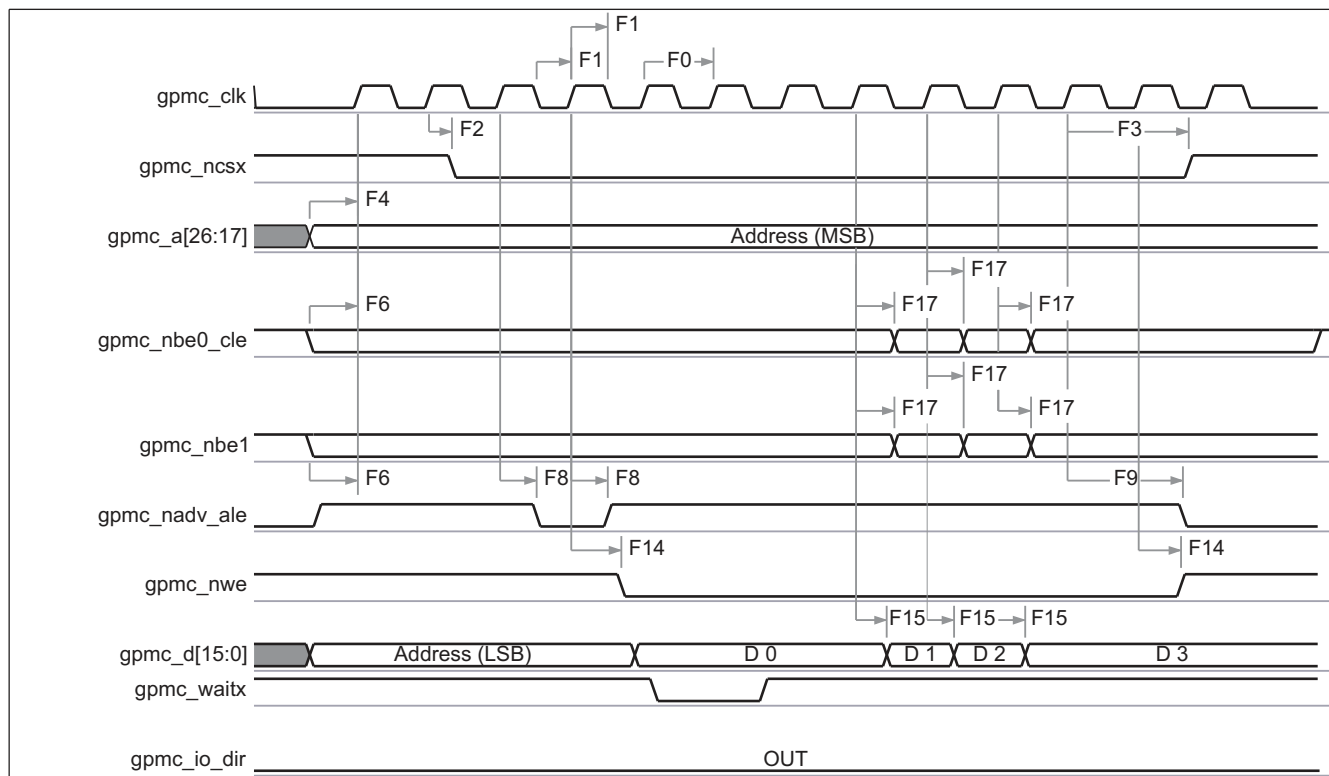 F1
F1 F0
gpmc_clk
F2 F3
gpmc_ncsx
F4
gpmc_a[26:17] Address (MSB)
F17
F6 F17 F17
gpmc_nbe0_cle
F17
F17 F17
gpmc_nbe1
F6 F8 F8 F9
gpmc_nadv_ale
F14 F14
gpmc_nwe
F15 F15 F15
gpmc_d[15:0] Address (LSB) D 0 D 1 D 2 D 3
gpmc_waitx
gpmc_io_dir OUT